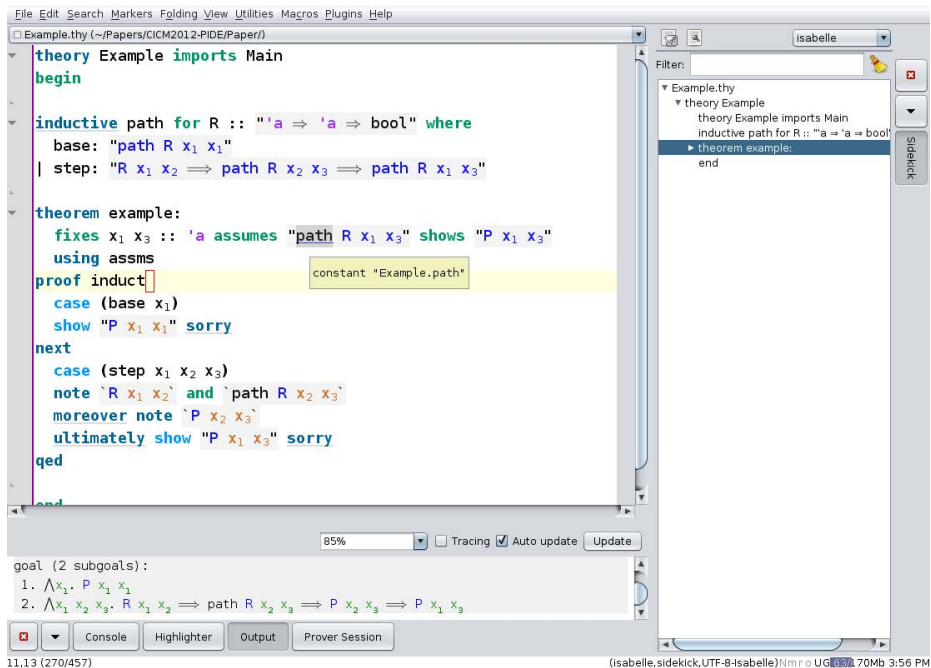 File Edit Search Markers Folding View Utilities Macros Plugins Help
Example.thy (~/Papers/CICM2012-PIDE/Paper/)
theory Example imports Main
begin
inductive path for R :: "'a ⇒ 'a ⇒ bool" where
base: "path R x₁ x₁"
| step: "R x₁ x₂ ⟹ path R x₂ x₃ ⟹ path R x₁ x₃"
theorem example:
fixes x₁ x₃ :: 'a assumes "path R x₁ x₃" shows "P x₁ x₃"
using assms
constant "Example.path"
proof induct
case (base x₁)
show "P x₁ x₁" sorry
next
case (step x₁ x₂ x₃)
note `R x₁ x₂` and `path R x₂ x₃`
moreover note `P x₂ x₃`
ultimately show "P x₁ x₃" sorry
qed
end
85% Tracing Auto update Update
goal (2 subgoals):
1. ⋀x₁. P x₁ x₁
2. ⋀x₁ x₂ x₃. R x₁ x₂ ⟹ path R x₂ x₃ ⟹ P x₂ x₃ ⟹ P x₁ x₃
Console Highlighter Output Prover Session
isabelle
Filter:
Example.thy
theory Example
theory Example imports Main
inductive path for R :: "'a ⇒ 'a ⇒ bool'
theorem example:
end
Sidekick
11,13 (270/457)
(isabelle,sidekick,UTF-8-Isabelle)Nmro UG 63/170Mb 3:56 PM